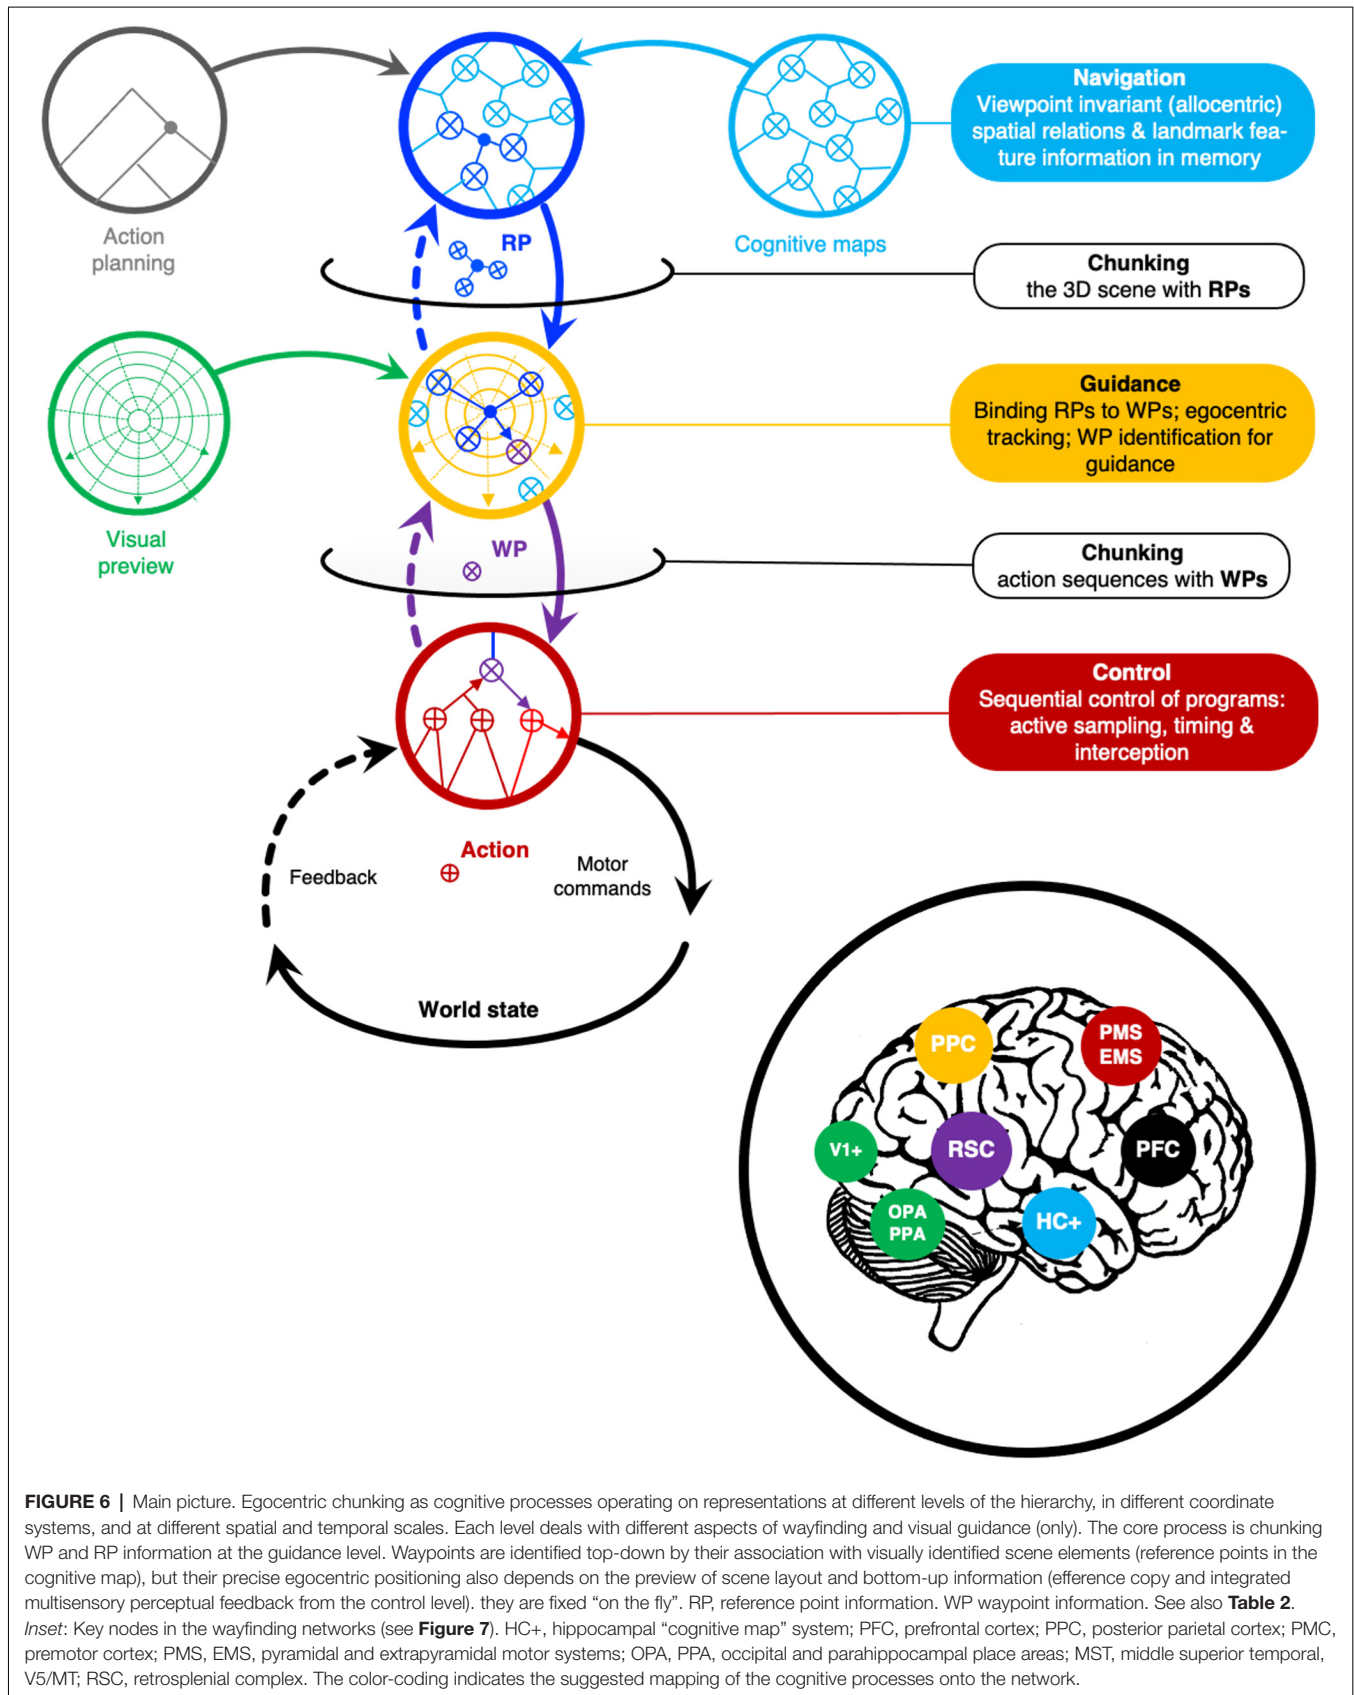 Action
planning
RP
Cognitive maps
Navigation
Viewpoint invariant (allocentric)
spatial relations & landmark fea-
ture information in memory
Chunking
the 3D scene with RPs
Visual
preview
Guidance
Binding RPs to WPs; egocentric
tracking; WP identification for
guidance
WP
Chunking
action sequences with WPs
Control
Sequential control of programs:
active sampling, timing &
interception
Action
Feedback
Motor
commands
World state
PPC
PMS
EMS
V1+
RSC
PFC
OPA
PPA
HC+
FIGURE 6 | Main picture. Egocentric chunking as cognitive processes operating on representations at different levels of the hierarchy, in different coordinate
systems, and at different spatial and temporal scales. Each level deals with different aspects of wayfinding and visual guidance (only). The core process is chunking
WP and RP information at the guidance level. Waypoints are identified top-down by their association with visually identified scene elements (reference points in the
cognitive map), but their precise egocentric positioning also depends on the preview of scene layout and bottom-up information (efference copy and integrated
multisensory perceptual feedback from the control level). they are fixed “on the fly”. RP, reference point information. WP waypoint information. See also Table 2.
Inset: Key nodes in the wayfinding networks (see Figure 7). HC+, hippocampal “cognitive map” system; PFC, prefrontal cortex; PPC, posterior parietal cortex; PMC,
premotor cortex; PMS, EMS, pyramidal and extrapyramidal motor systems; OPA, PPA, occipital and parahippocampal place areas; MST, middle superior temporal,
V5/MT; RSC, retrosplenial complex. The color-coding indicates the suggested mapping of the cognitive processes onto the network.